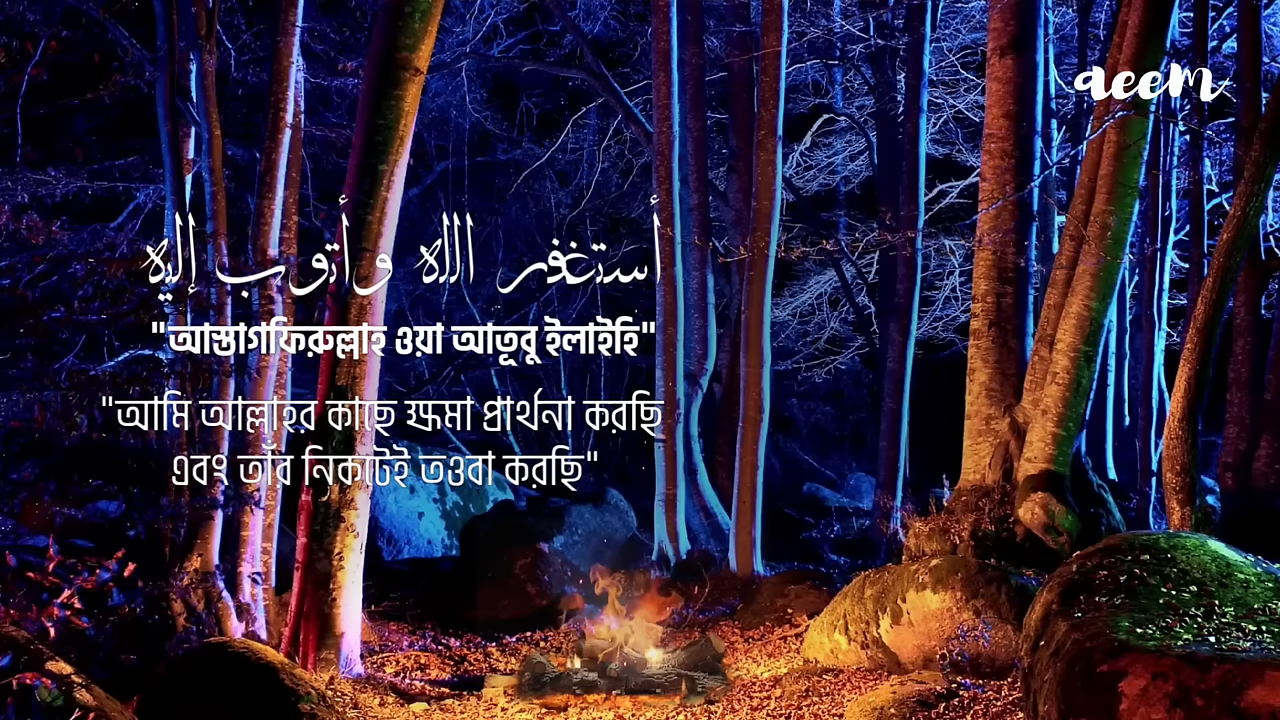 aeeM
أستغفر الله و أتوب إليه
"আস্তাগফিরুল্লাহ ওয়া আতূবু ইলাইহি"
"আমি আল্লাহর কাছে ক্ষমা প্রার্থনা করছি
এবং তাঁর নিকটেই তওবা করছি"